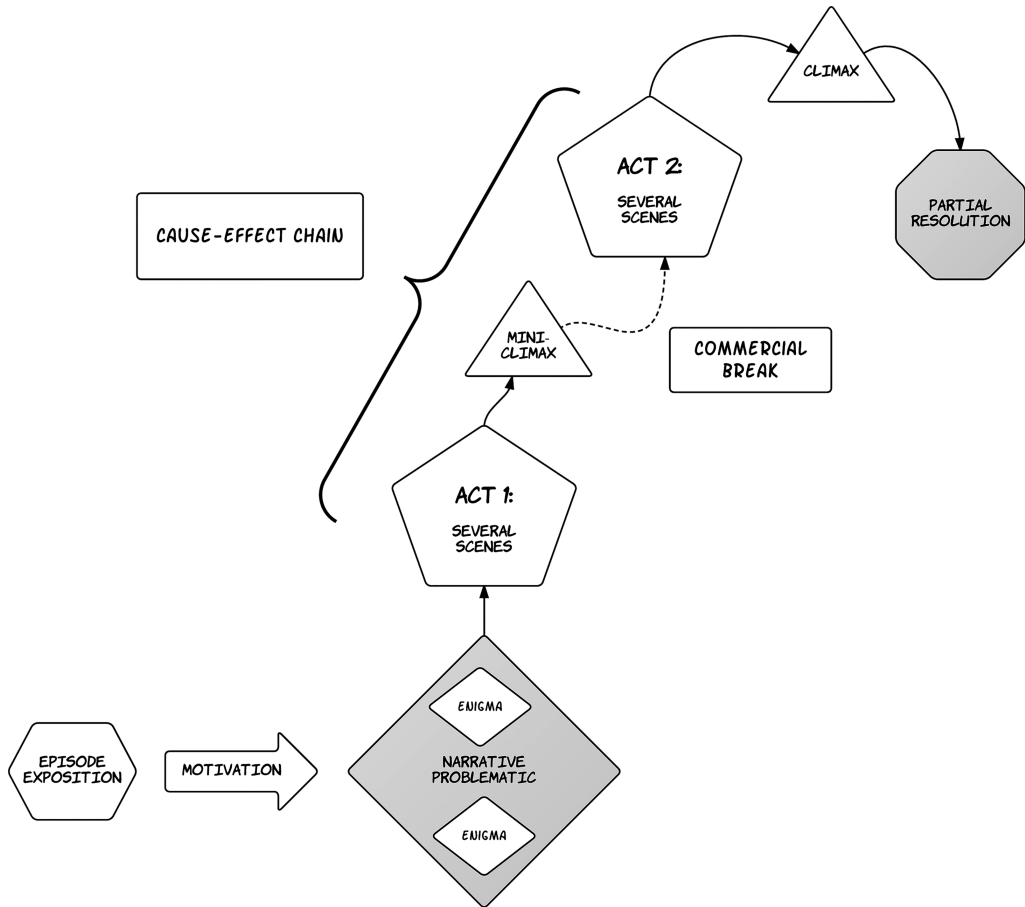 CLIMAX
ACT 2:
SEVERAL
SCENES
PARTIAL
RESOLUTION
CAUSE-EFFECT CHAIN
MINI-
CLIMAX
COMMERCIAL
BREAK
ACT 1:
SEVERAL
SCENES
ENIGMA
EPISODE
EXPOSITION
MOTIVATION
NARRATIVE
PROBLEMATIC
ENIGMA